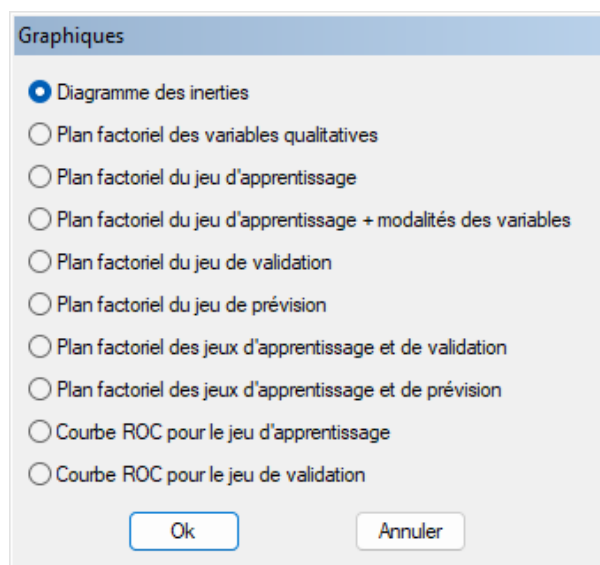 Graphiques
Diagramme des inerties
Plan factoriel des variables qualitatives
Plan factoriel du jeu d'apprentissage
Plan factoriel du jeu d'apprentissage + modalités des variables
Plan factoriel du jeu de validation
Plan factoriel du jeu de prévision
Plan factoriel des jeux d'apprentissage et de validation
Plan factoriel des jeux d'apprentissage et de prévision
Courbe ROC pour le jeu d'apprentissage
Courbe ROC pour le jeu de validation
Ok Annuler